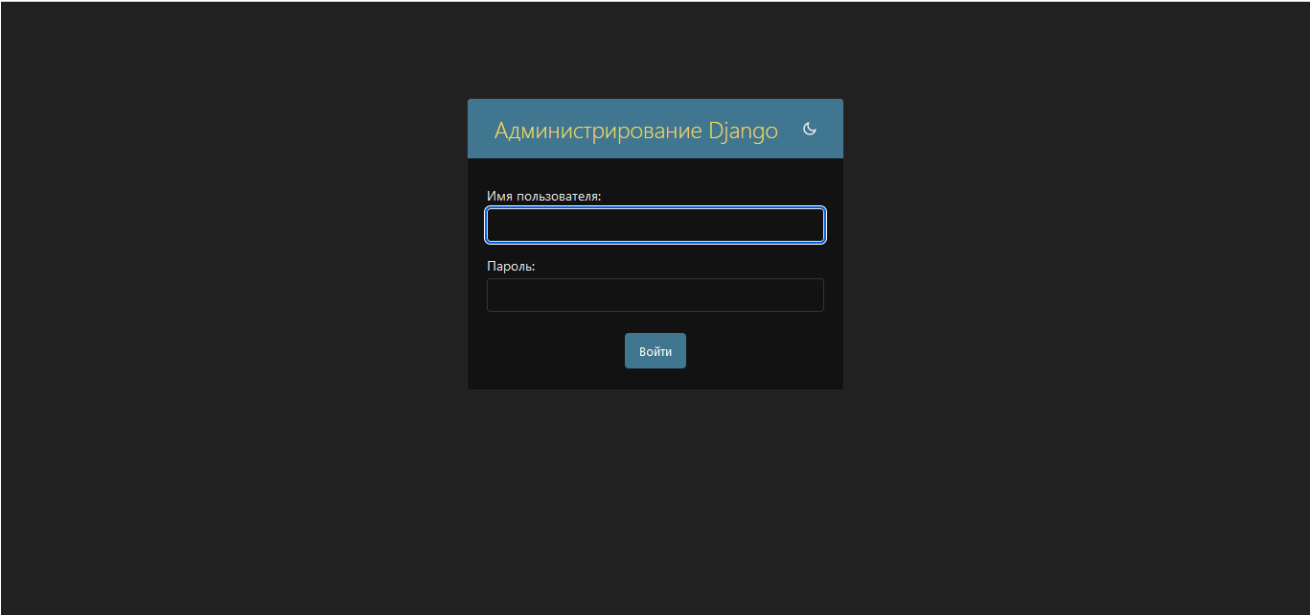 Администрирование Django
Имя пользователя:
Пароль:
Войти